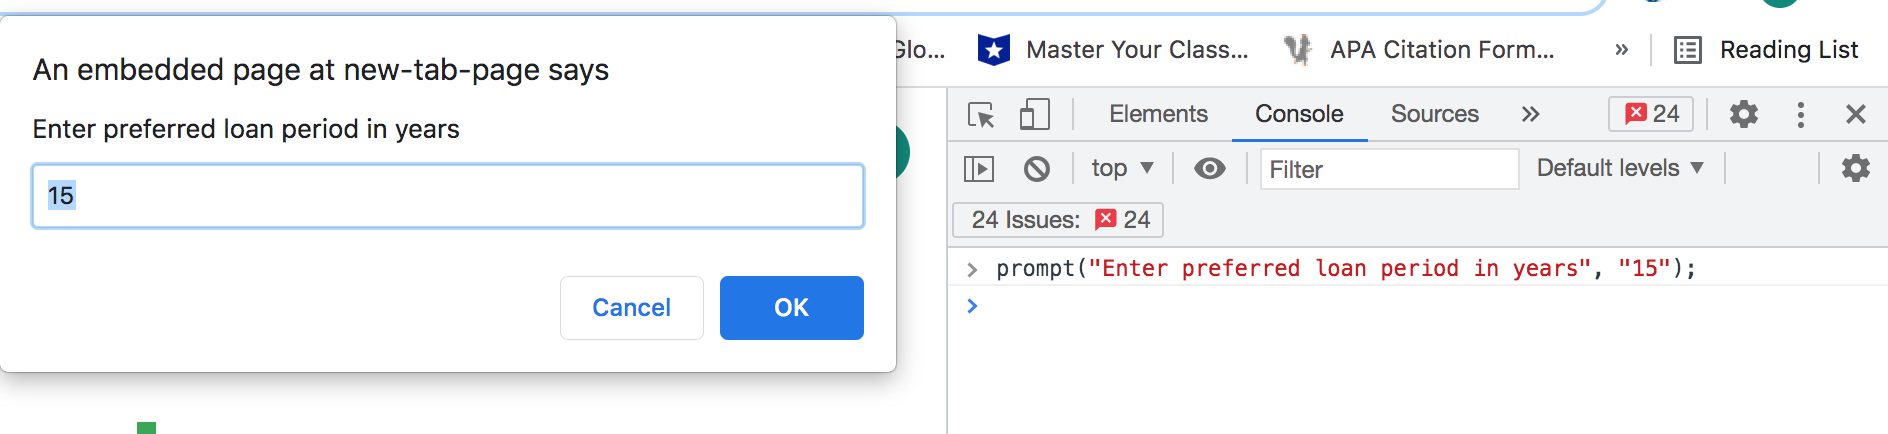 An embedded page at new-tab-page says
Enter preferred loan period in years
15
Cancel
OK
Glo...
Master Your Class...
APA Citation Form...
»
Reading List
Elements
Console
Sources
»
24
top ▼
Filter
Default levels ▼
24 Issues: 24
> prompt("Enter preferred loan period in years", "15");
>